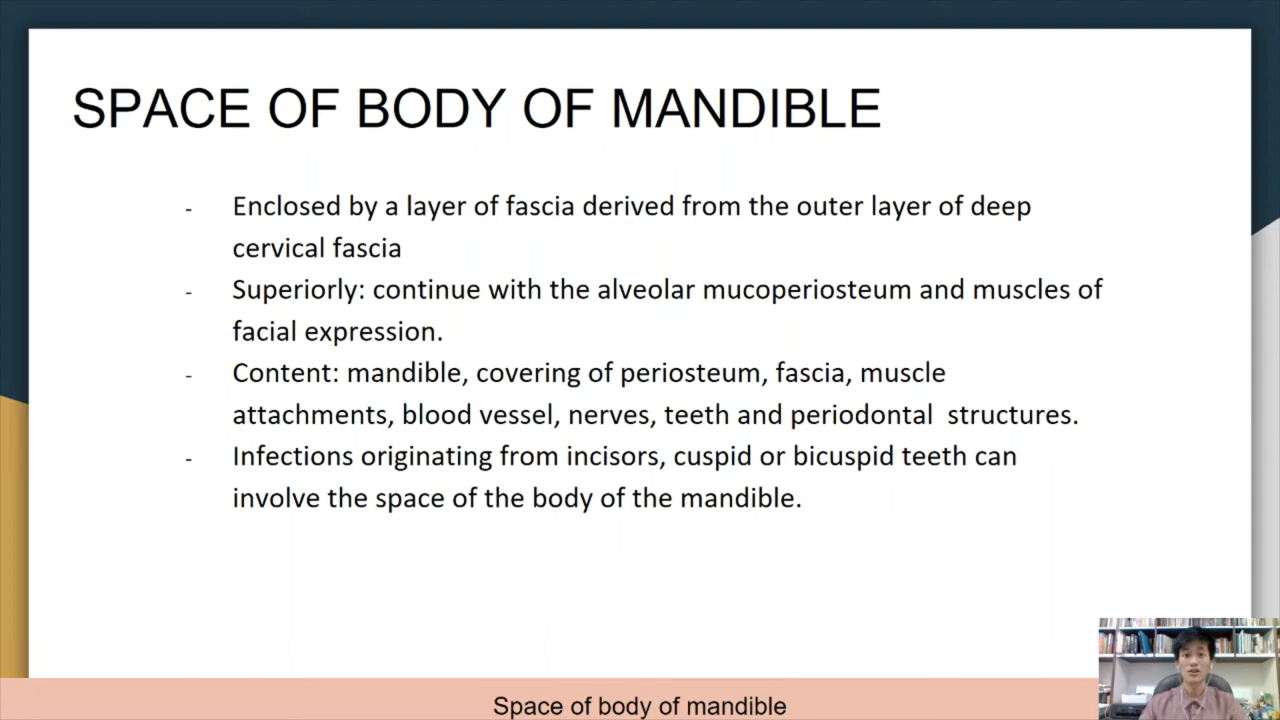 SPACE OF BODY OF MANDIBLE
- Enclosed by a layer of fascia derived from the outer layer of deep
cervical fascia
- Superiorly: continue with the alveolar mucoperiosteum and muscles of
facial expression.
- Content: mandible, covering of periosteum, fascia, muscle
attachments, blood vessel, nerves, teeth and periodontal  structures.
- Infections originating from incisors, cuspid or bicuspid teeth can
involve the space of the body of the mandible.
Space of body of mandible